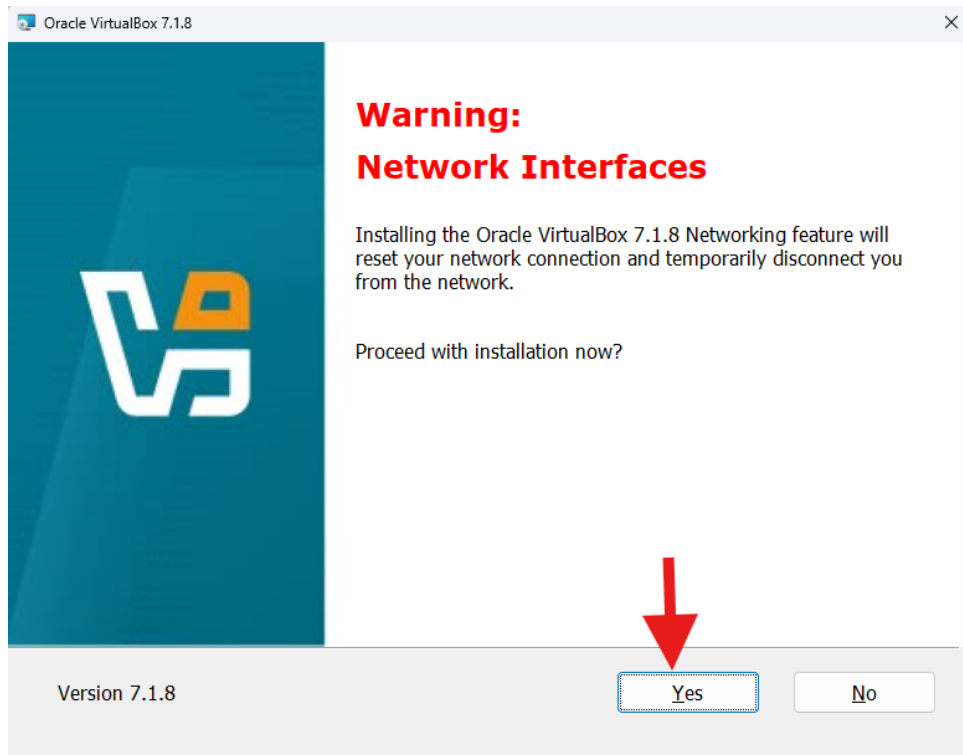 Oracle VirtualBox 7.1.8
Warning:
Network Interfaces
Installing the Oracle VirtualBox 7.1.8 Networking feature will
reset your network connection and temporarily disconnect you
from the network.
Proceed with installation now?
Version 7.1.8
Yes
No